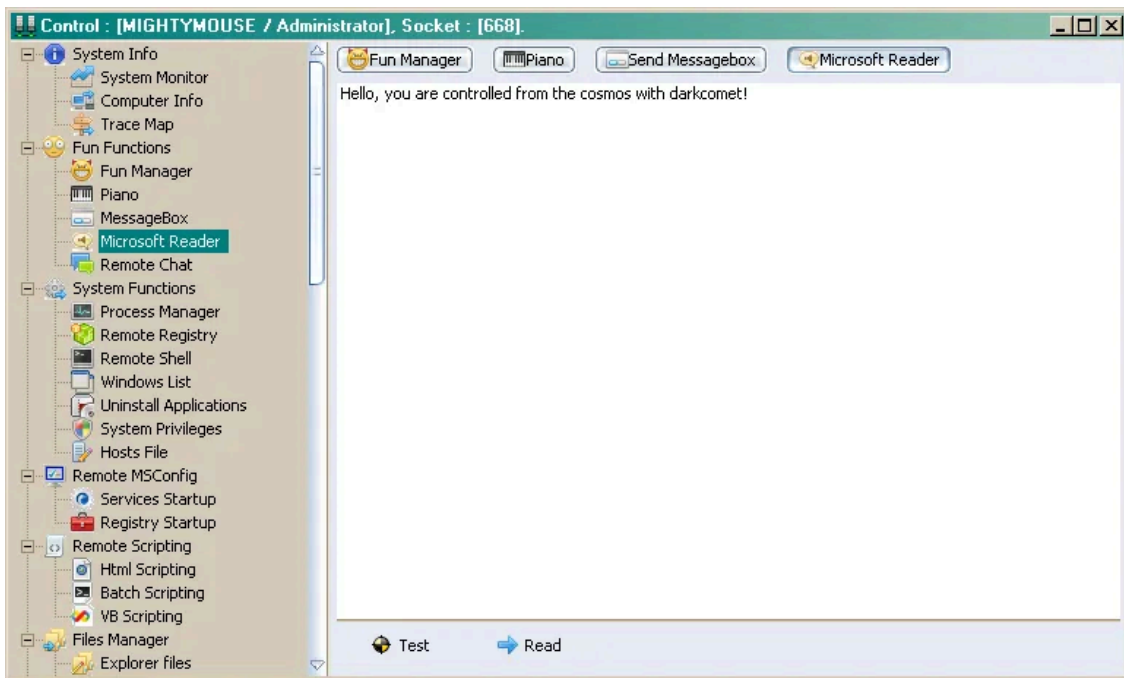 Control : [MIGHTYMOUSE / Administrator], Socket : [668].
System Info
System Monitor
Computer Info
Trace Map
Fun Functions
Fun Manager
Piano
MessageBox
Microsoft Reader
Remote Chat
System Functions
Process Manager
Remote Registry
Remote Shell
Windows List
Uninstall Applications
System Privileges
Hosts File
Remote MSConfig
Services Startup
Registry Startup
Remote Scripting
Html Scripting
Batch Scripting
VB Scripting
Files Manager
Explorer files
Fun Manager Piano Send Messagebox Microsoft Reader
Hello, you are controlled from the cosmos with darkcomet!
Test Read